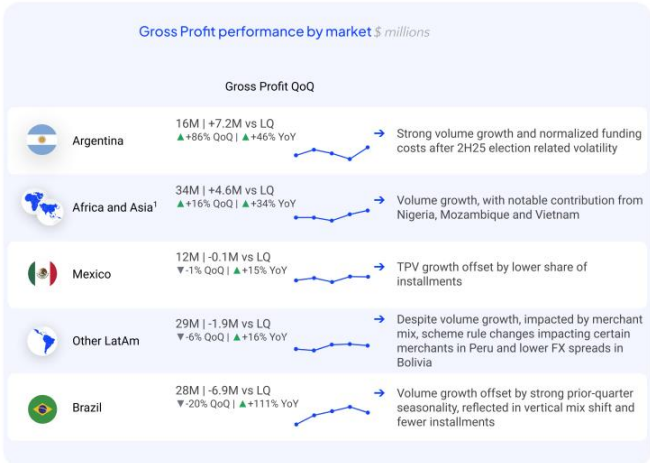 Gross Profit performance by market $ millions
Gross Profit QoQ
Argentina
16M | +7.2M vs LQ
▲+86% QoQ | ▲+46% YoY
➔ Strong volume growth and normalized funding
costs after 2H25 election related volatility
Africa and Asia¹
34M | +4.6M vs LQ
▲+16% QoQ | ▲+34% YoY
➔ Volume growth, with notable contribution from
Nigeria, Mozambique and Vietnam
Mexico
12M | -0.1M vs LQ
▼-1% QoQ | ▲+15% YoY
➔ TPV growth offset by lower share of
installments
Other LatAm
29M | -1.9M vs LQ
▼-6% QoQ | ▲+16% YoY
➔ Despite volume growth, impacted by merchant
mix, scheme rule changes impacting certain
merchants in Peru and lower FX spreads in
Bolivia
Brazil
28M | -6.9M vs LQ
▼-20% QoQ | ▲+111% YoY
➔ Volume growth offset by strong prior-quarter
seasonality, reflected in vertical mix shift and
fewer installments